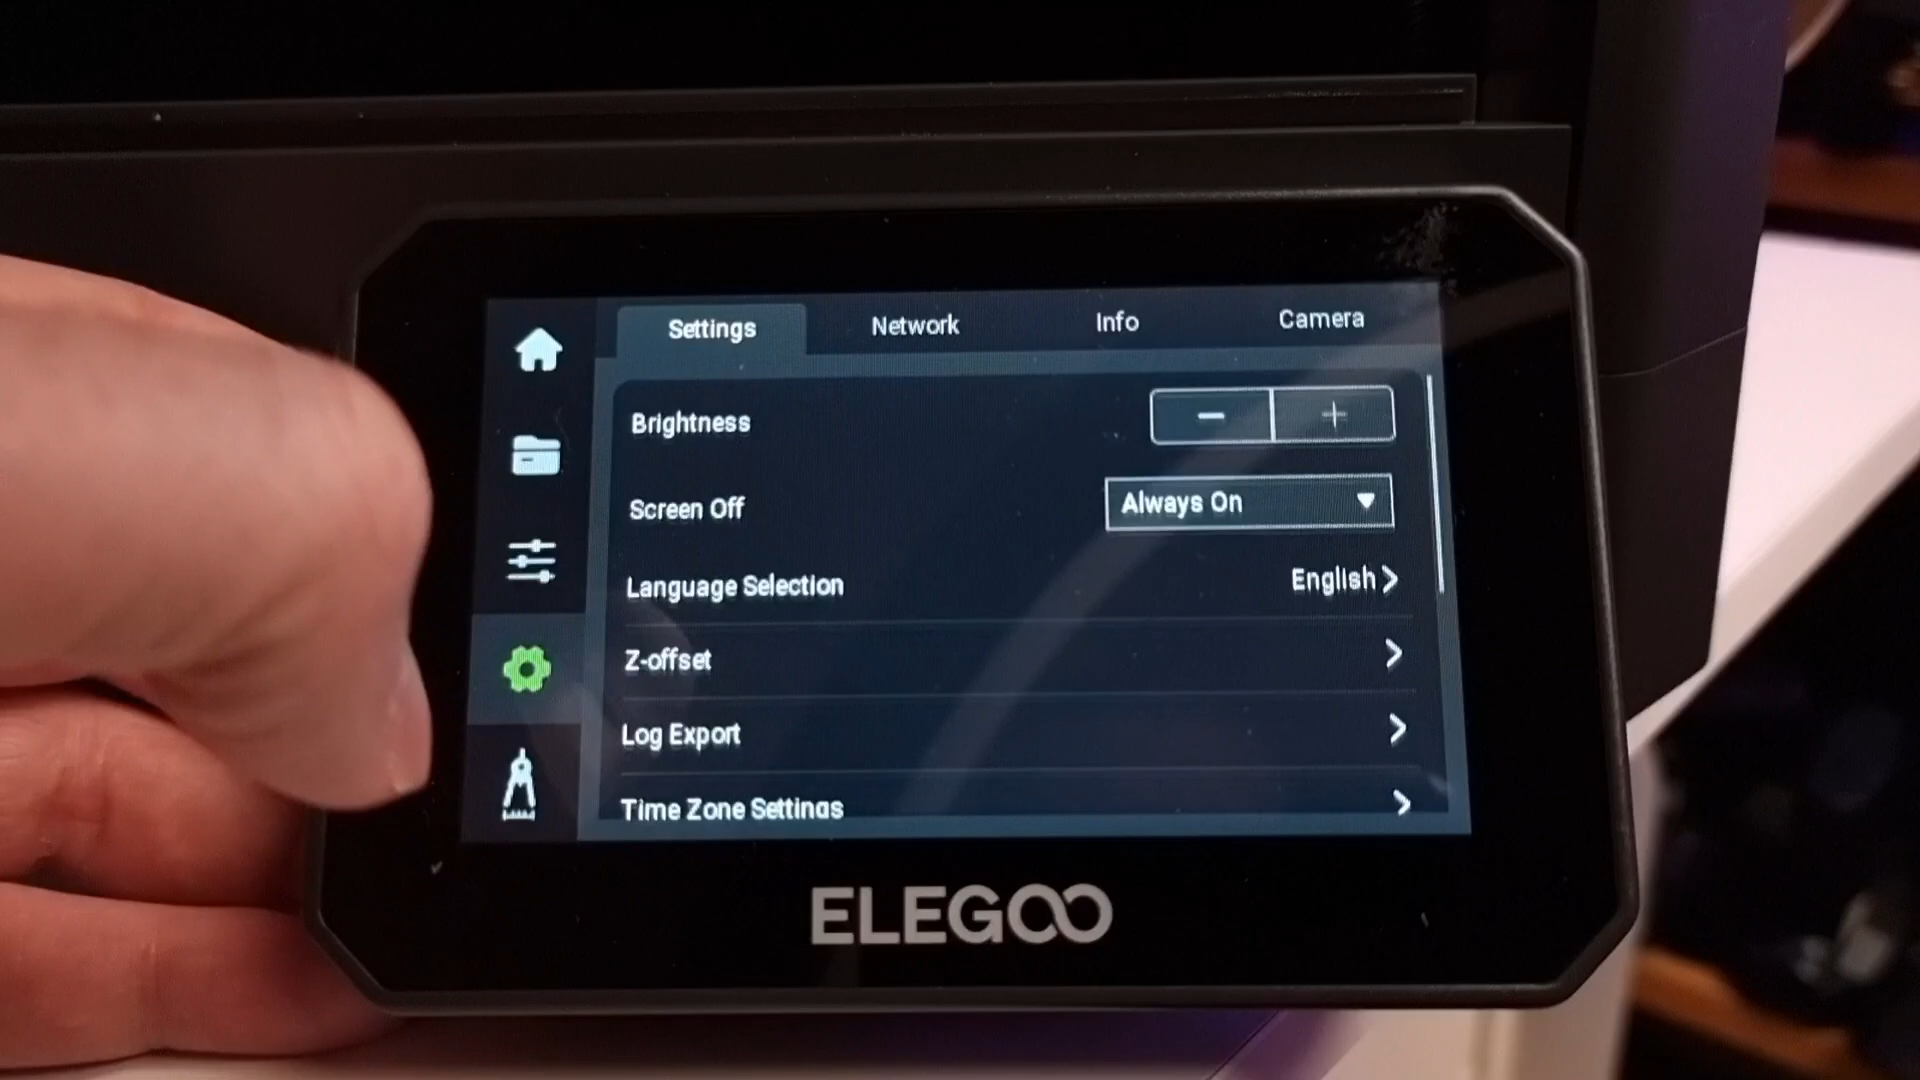 Settings Network Info Camera
Brightness - +
Screen Off Always On
Language Selection English
Z-offset
Log Export
Time Zone Settings
ELEGOO